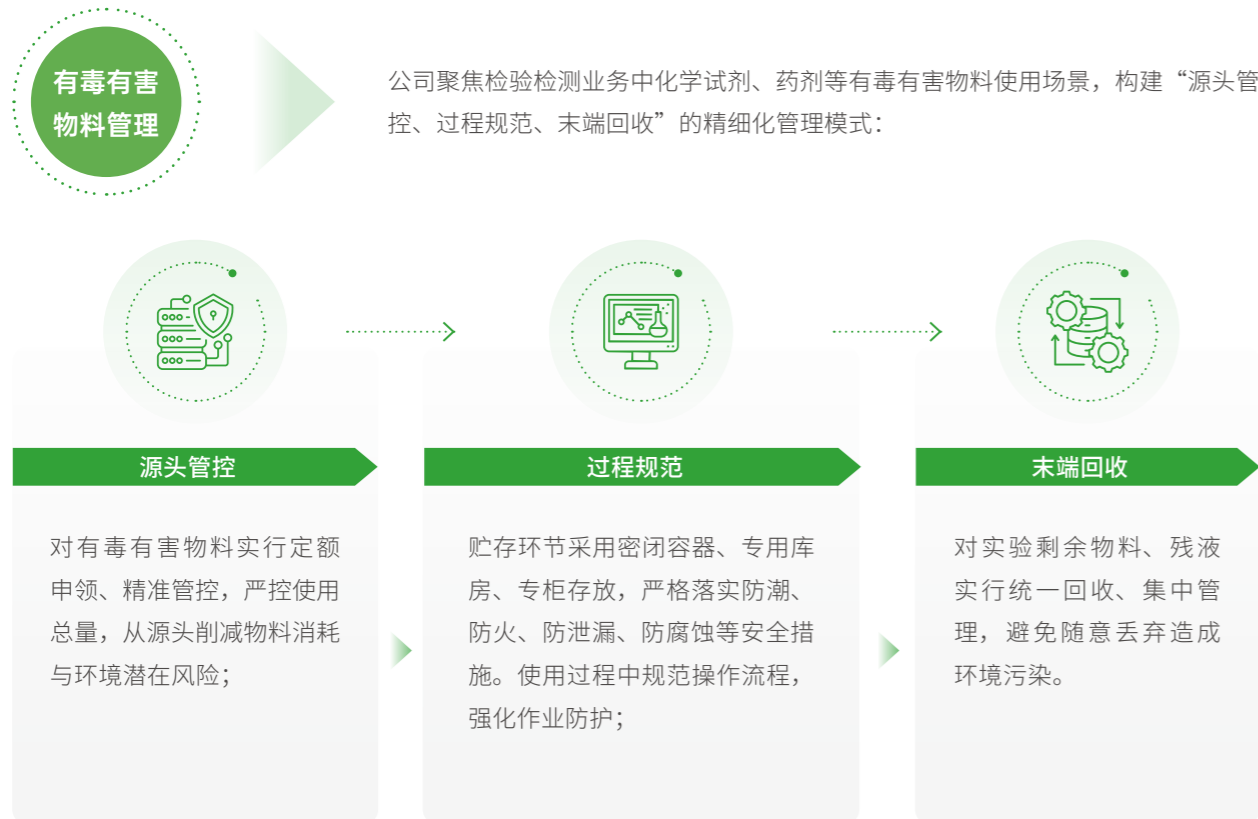 有毒有害
物料管理
公司聚焦检验检测业务中化学试剂、药剂等有毒有害物料使用场景，构建“源头管
控、过程规范、末端回收”的精细化管理模式：
源头管控
对有毒有害物料实行定额
申领、精准管控，严控使用
总量，从源头削减物料消耗
与环境潜在风险；
过程规范
贮存环节采用密闭容器、专用库
房、专柜存放，严格落实防潮、
防火、防泄漏、防腐蚀等安全措
施。使用过程中规范操作流程，
强化作业防护；
末端回收
对实验剩余物料、残液
实行统一回收、集中管
理，避免随意丢弃造成
环境污染。